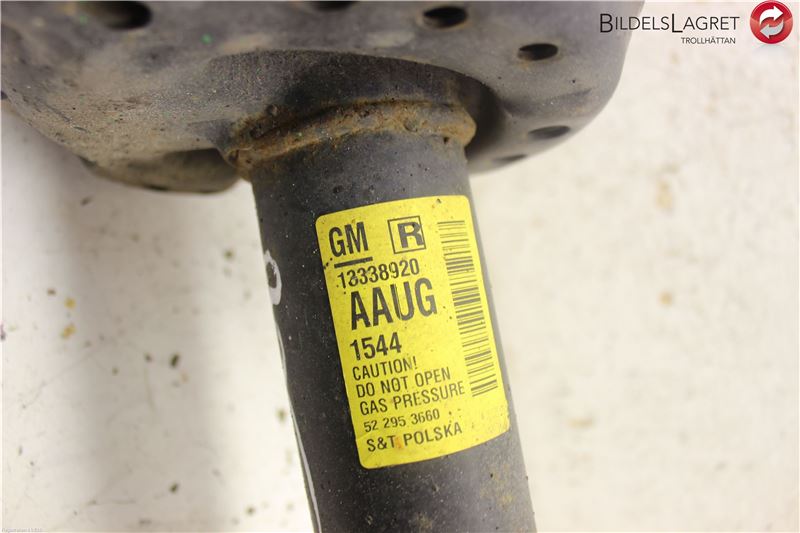 BILDELSLAGRET
TROLLHÄTTAN
GM R
13338920
AAUG
1544
CAUTION!
DO NOT OPEN
GAS PRESSURE
52 295 3660
S&T POLSKA